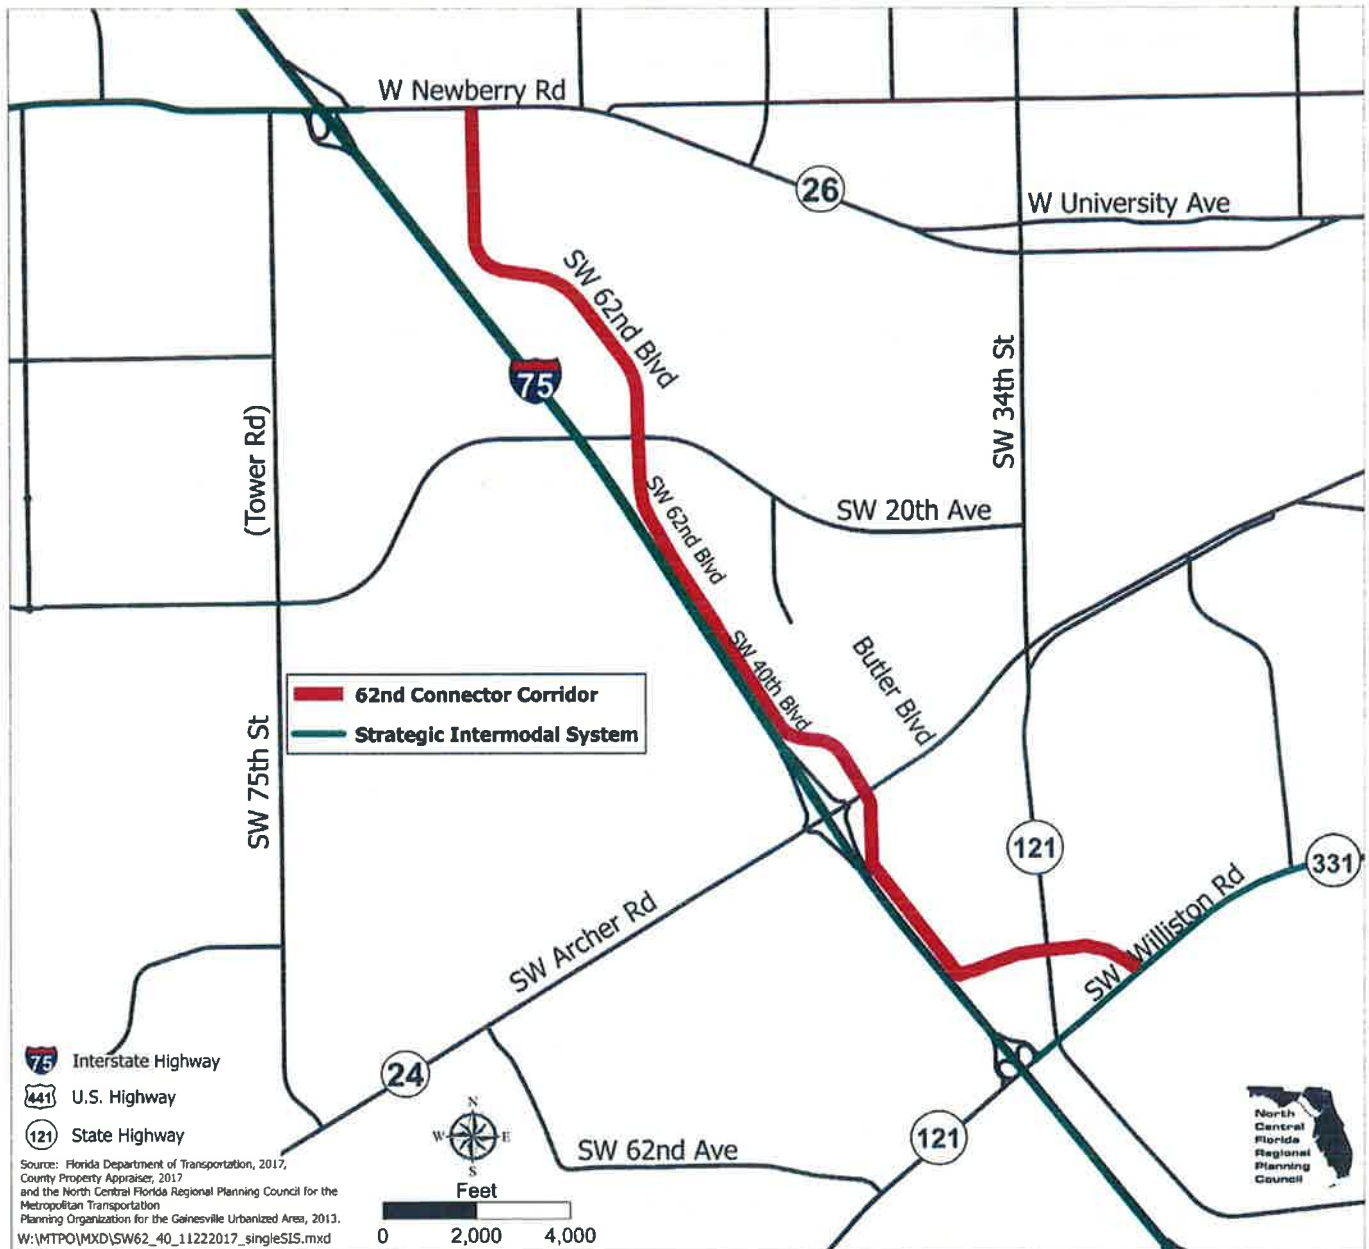 W Newberry Rd
26
W University Ave
SW 62nd Blvd
75
SW 34th St
(Tower Rd)
SW 62nd Blvd
SW 20th Ave
SW 40th Blvd
Butler Blvd
62nd Connector Corridor
Strategic Intermodal System
SW 75th St
121
331
SW Williston Rd
SW Archer Rd
24
121
SW 62nd Ave
75 Interstate Highway
441 U.S. Highway
121 State Highway
N
W E
S
Feet
0 2,000 4,000
Source: Florida Department of Transportation, 2017,
County Property Appraiser, 2017
and the North Central Florida Regional Planning Council for the
Metropolitan Transportation
Planning Organization for the Gainesville Urbanized Area, 2013.
W:\MTPO\MXD\SW62_40_11222017_singleSIS.mxd
North
Central
Florida
Regional
Planning
Council